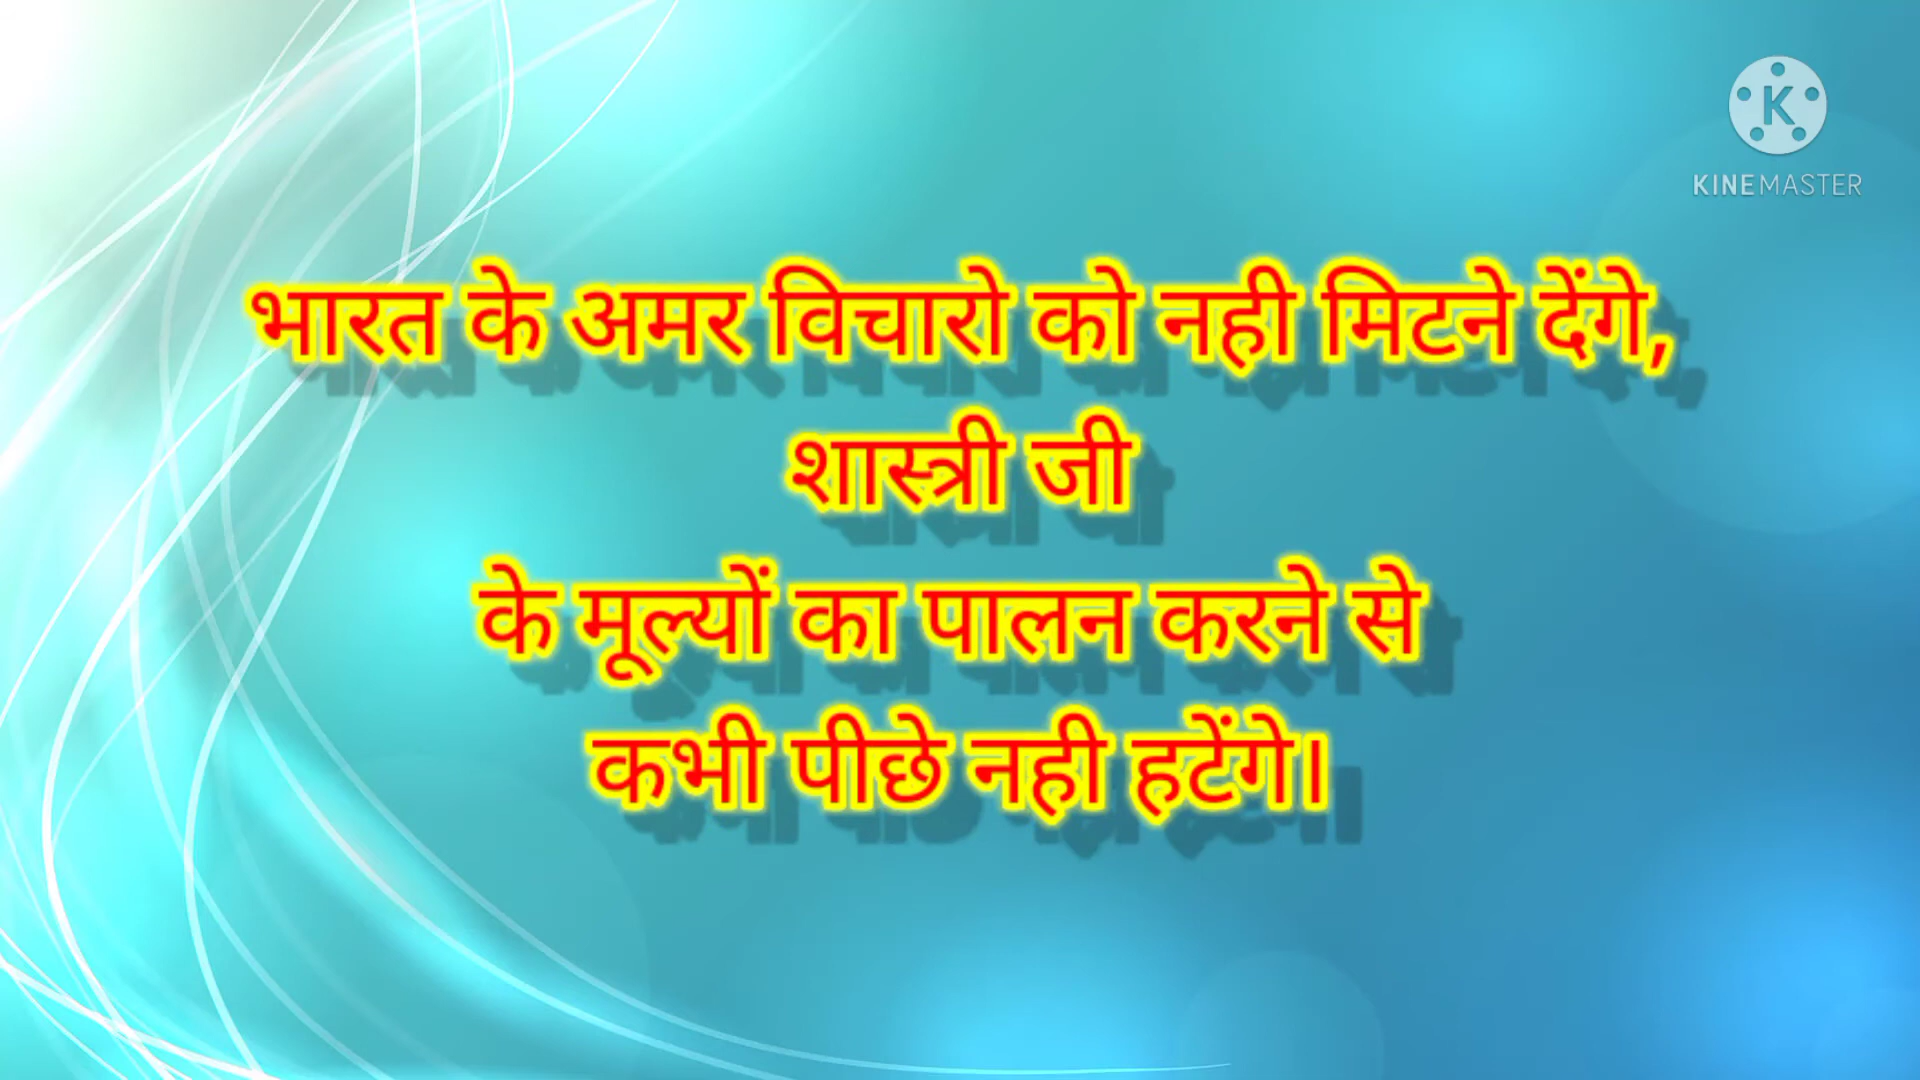 KINEMASTER
भारत के अमर विचारो को नही मिटने देंगे,
शास्त्री जी
के मूल्यों का पालन करने से
कभी पीछे नही हटेंगे।